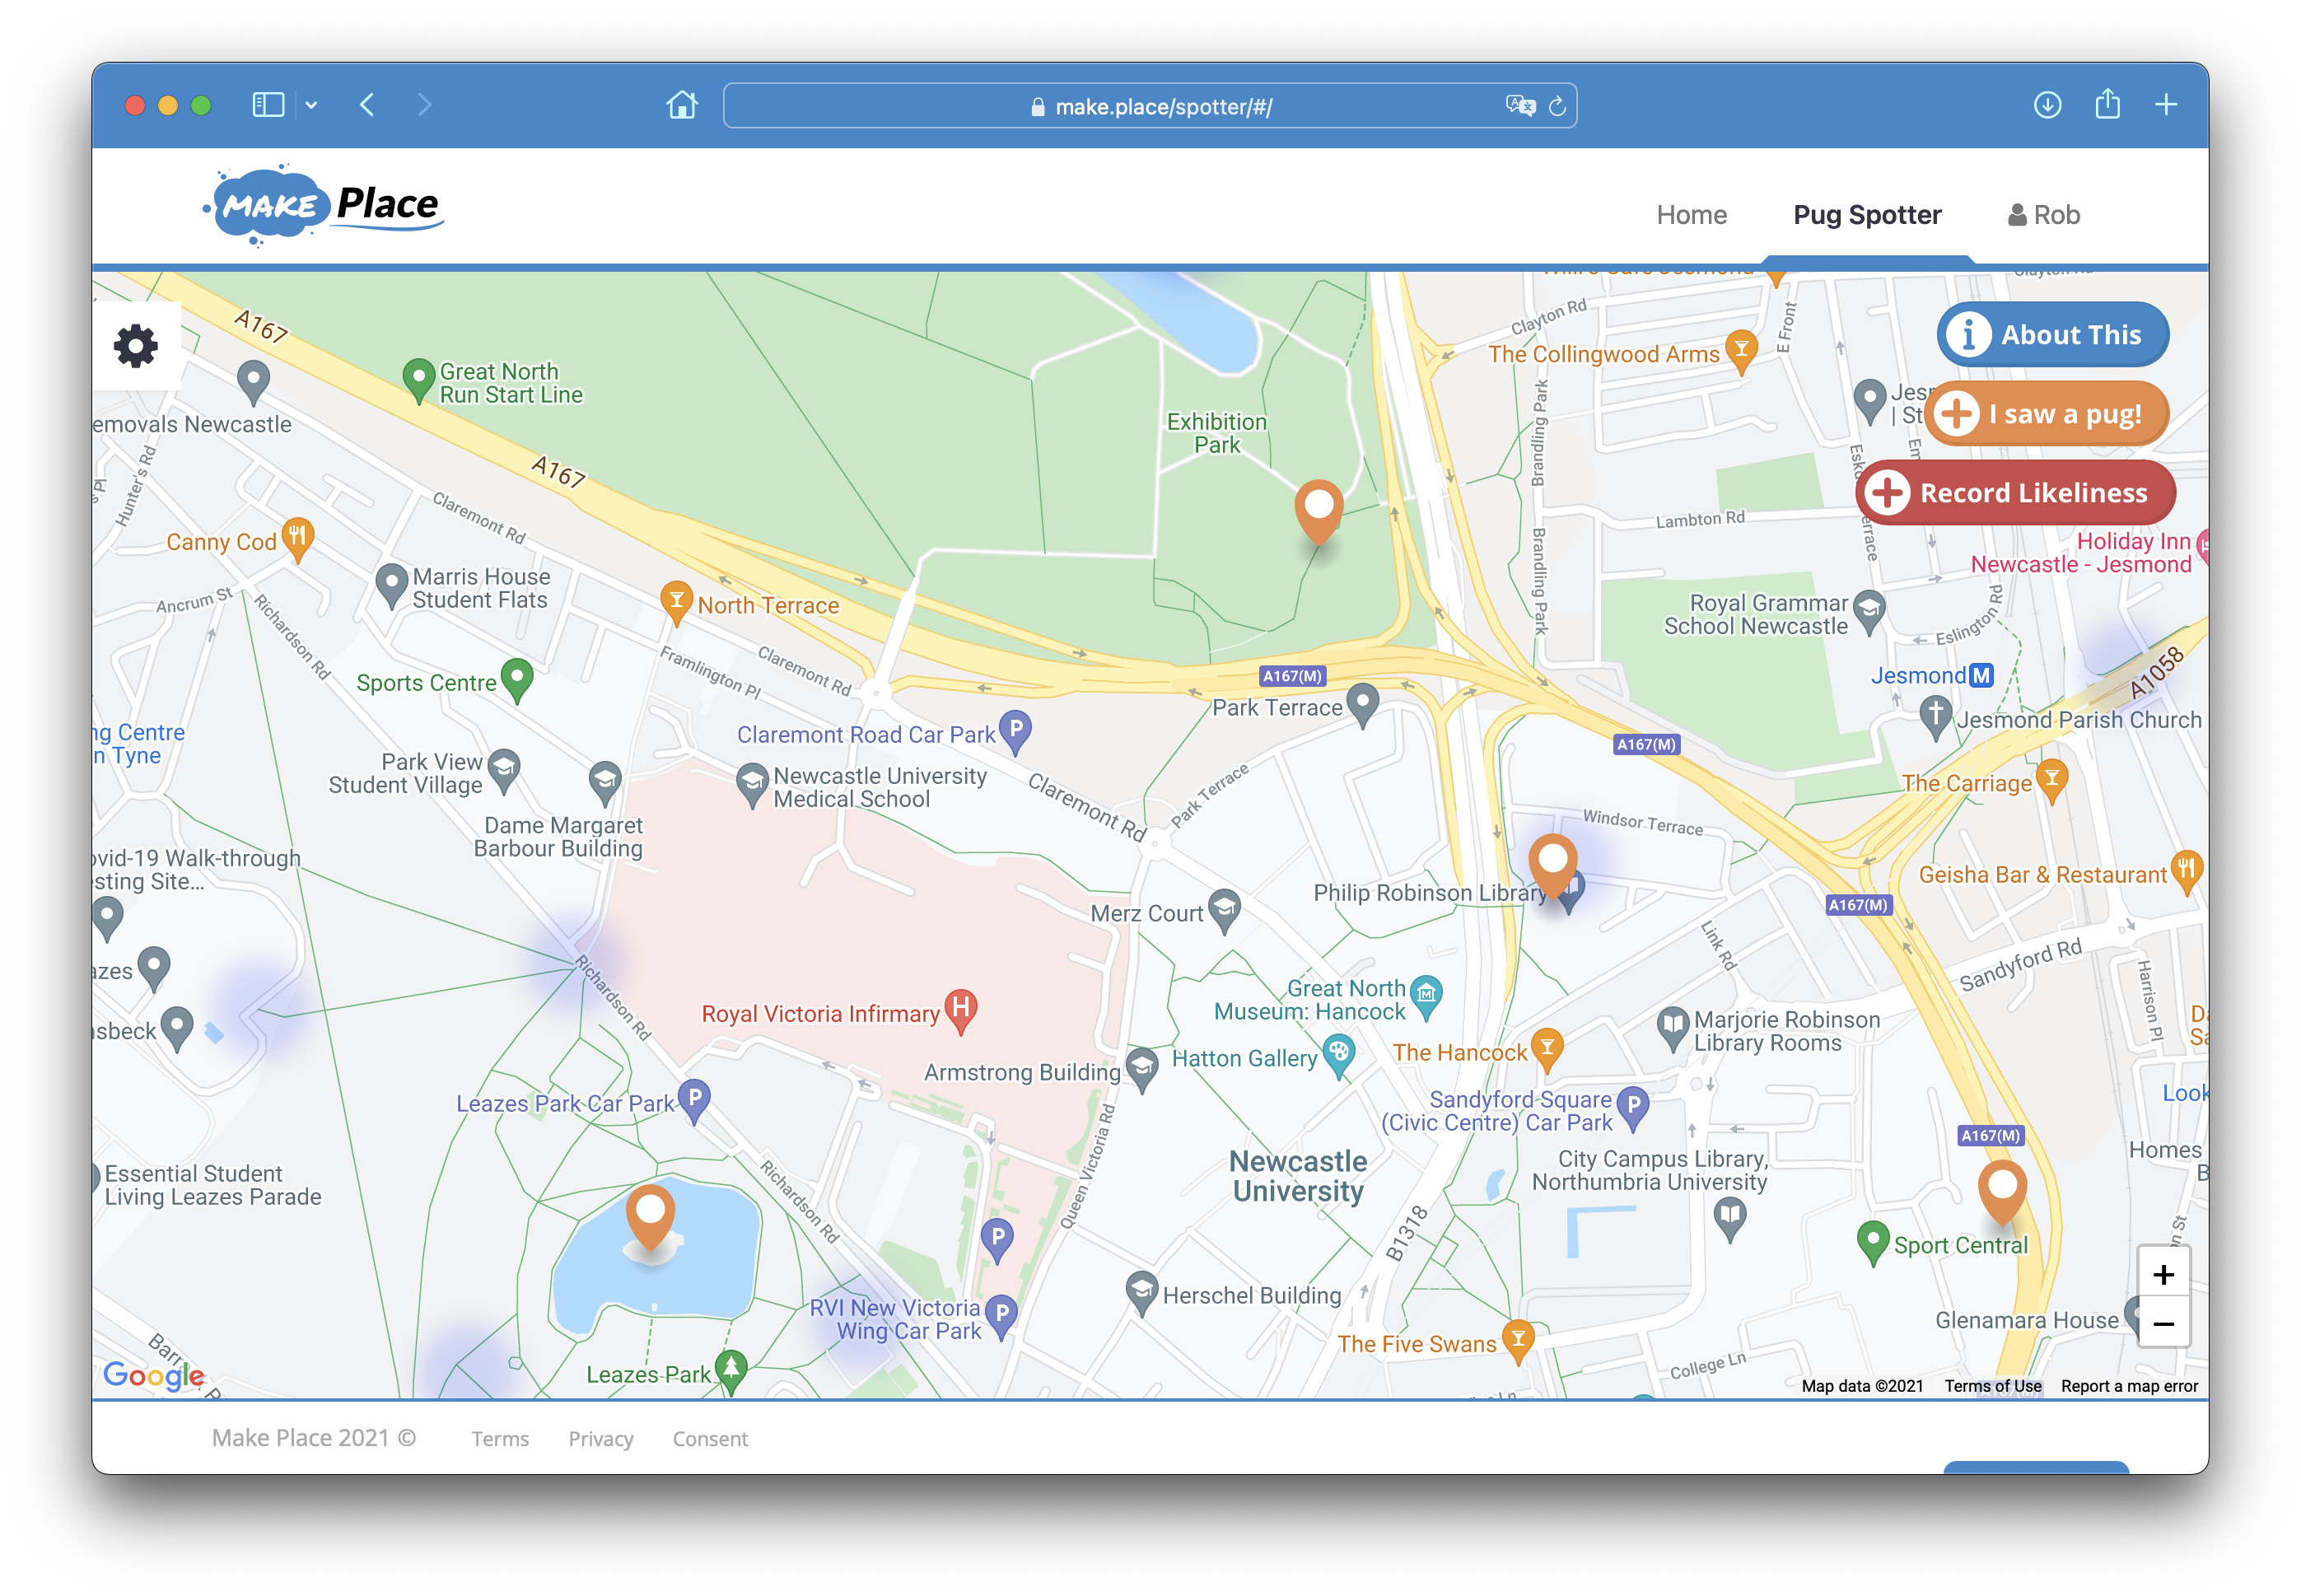 make.place/spotter/#/
MAKE Place
Home
Pug Spotter
Rob
About This
I saw a pug!
Record Likeliness
A167
Great North
Run Start Line
emovals Newcastle
Hunter's Rd
A167
Claremont Rd
Canny Cod
Marris House
Student Flats
Ancrum St
Richardson Rd
North Terrace
Framlington Pl
Claremont Rd
Sports Centre
Exhibition
Park
Clayton Rd
Clayton Rd
E Front
The Collingwood Arms
Brandling Park
Brandling Park
Jes
l St
Lambton Rd
Holiday Inn
Newcastle - Jesmond
Royal Grammar
School Newcastle
Eslington Rd
Jesmond
M
A1058
Jesmond Parish Church
A167(M)
Park Terrace
A167(M)
Claremont Road Car Park
ng Centre
n Tyne
Park View
Student Village
Newcastle University
Medical School
Claremont Rd
Park Terrace
The Carriage
Windsor Terrace
Dame Margaret
Barbour Building
ovid-19 Walk-through
esting Site...
Geisha Bar & Restaurant
Philip Robinson Library
A167(M)
Merz Court
Link Rd
Sandyford Rd
Harrison Pl
azes
Richardson Rd
Great North
Museum: Hancock
Royal Victoria Infirmary
nsbeck
Marjorie Robinson
Library Rooms
The Hancock
Hatton Gallery
Armstrong Building
Leazes Park Car Park
Sandyford Square
(Civic Centre) Car Park
Look
A167(M)
Homes
Queen Victoria Rd
Newcastle
University
City Campus Library,
Northumbria University
Essential Student
Living Leazes Parade
Richardson Rd
B1318
Sport Central
Herschel Building
RVI New Victoria
Wing Car Park
Glenamara House
The Five Swans
College Ln
Leazes Park
Google
Map data ©2021
Terms of Use
Report a map error
Make Place 2021 ©
Terms
Privacy
Consent